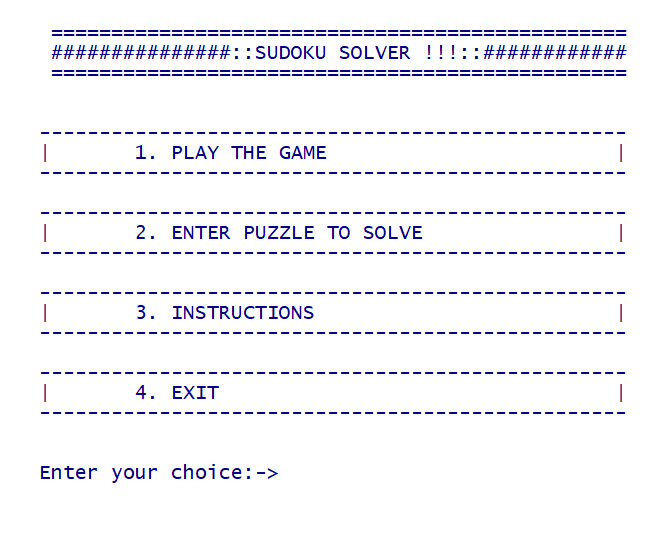 ================================================
###############::SUDOKU SOLVER !!!::############
================================================
-------------------------------------------------
|       1. PLAY THE GAME                        |
-------------------------------------------------
-------------------------------------------------
|       2. ENTER PUZZLE TO SOLVE                |
-------------------------------------------------
-------------------------------------------------
|       3. INSTRUCTIONS                         |
-------------------------------------------------
-------------------------------------------------
|       4. EXIT                                 |
-------------------------------------------------
Enter your choice:->